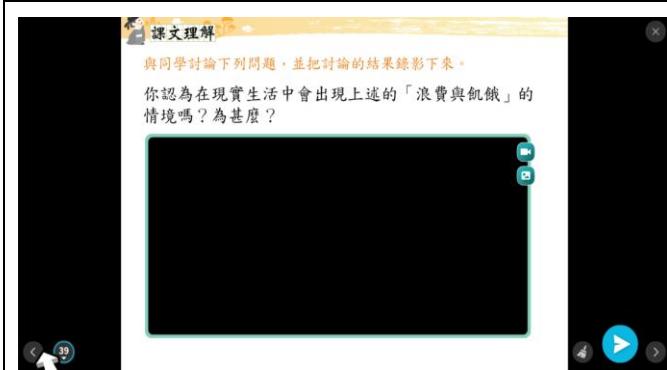 課文理解
與同學討論下列問題，並把討論的結果錄影下來。
你認為在現實生活中會出現上述的「浪費與飢餓」的
情境嗎？為甚麼？
39